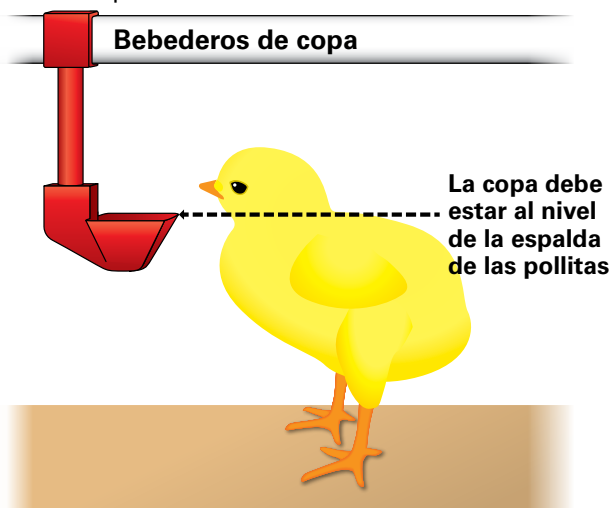 Bebederos de copa
La copa debe
estar al nivel
de la espalda
de las pollitas